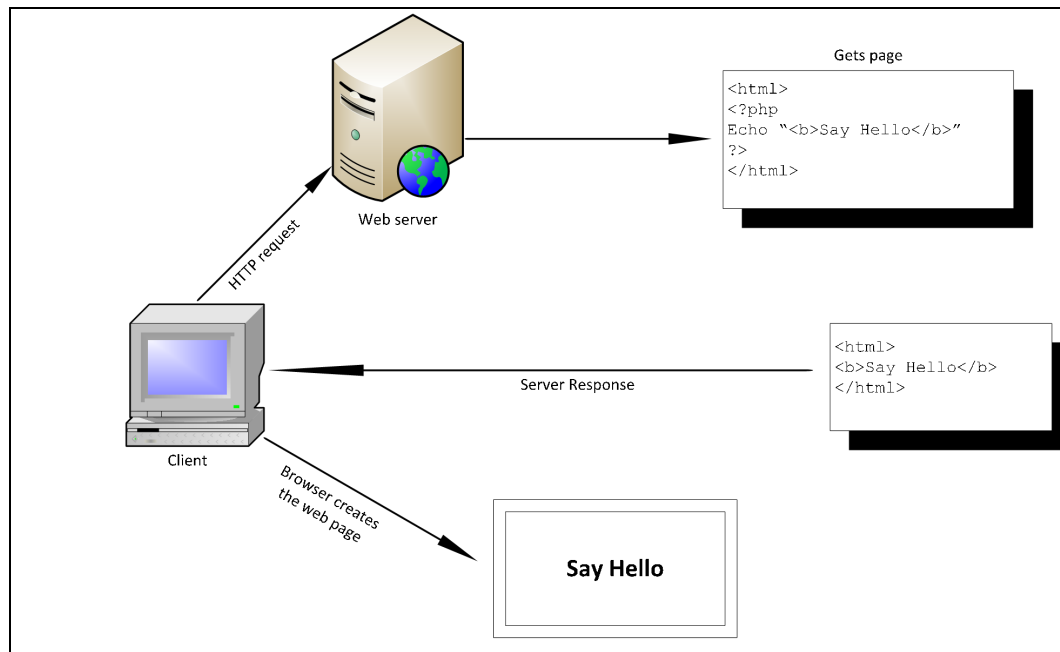 Gets page
<html>
<?php
Echo “<b>Say Hello</b>”
?>
</html>
Web server
HTTP request
<html>
<b>Say Hello</b>
</html>
Server Response
Client
Browser creates
the web page
Say Hello